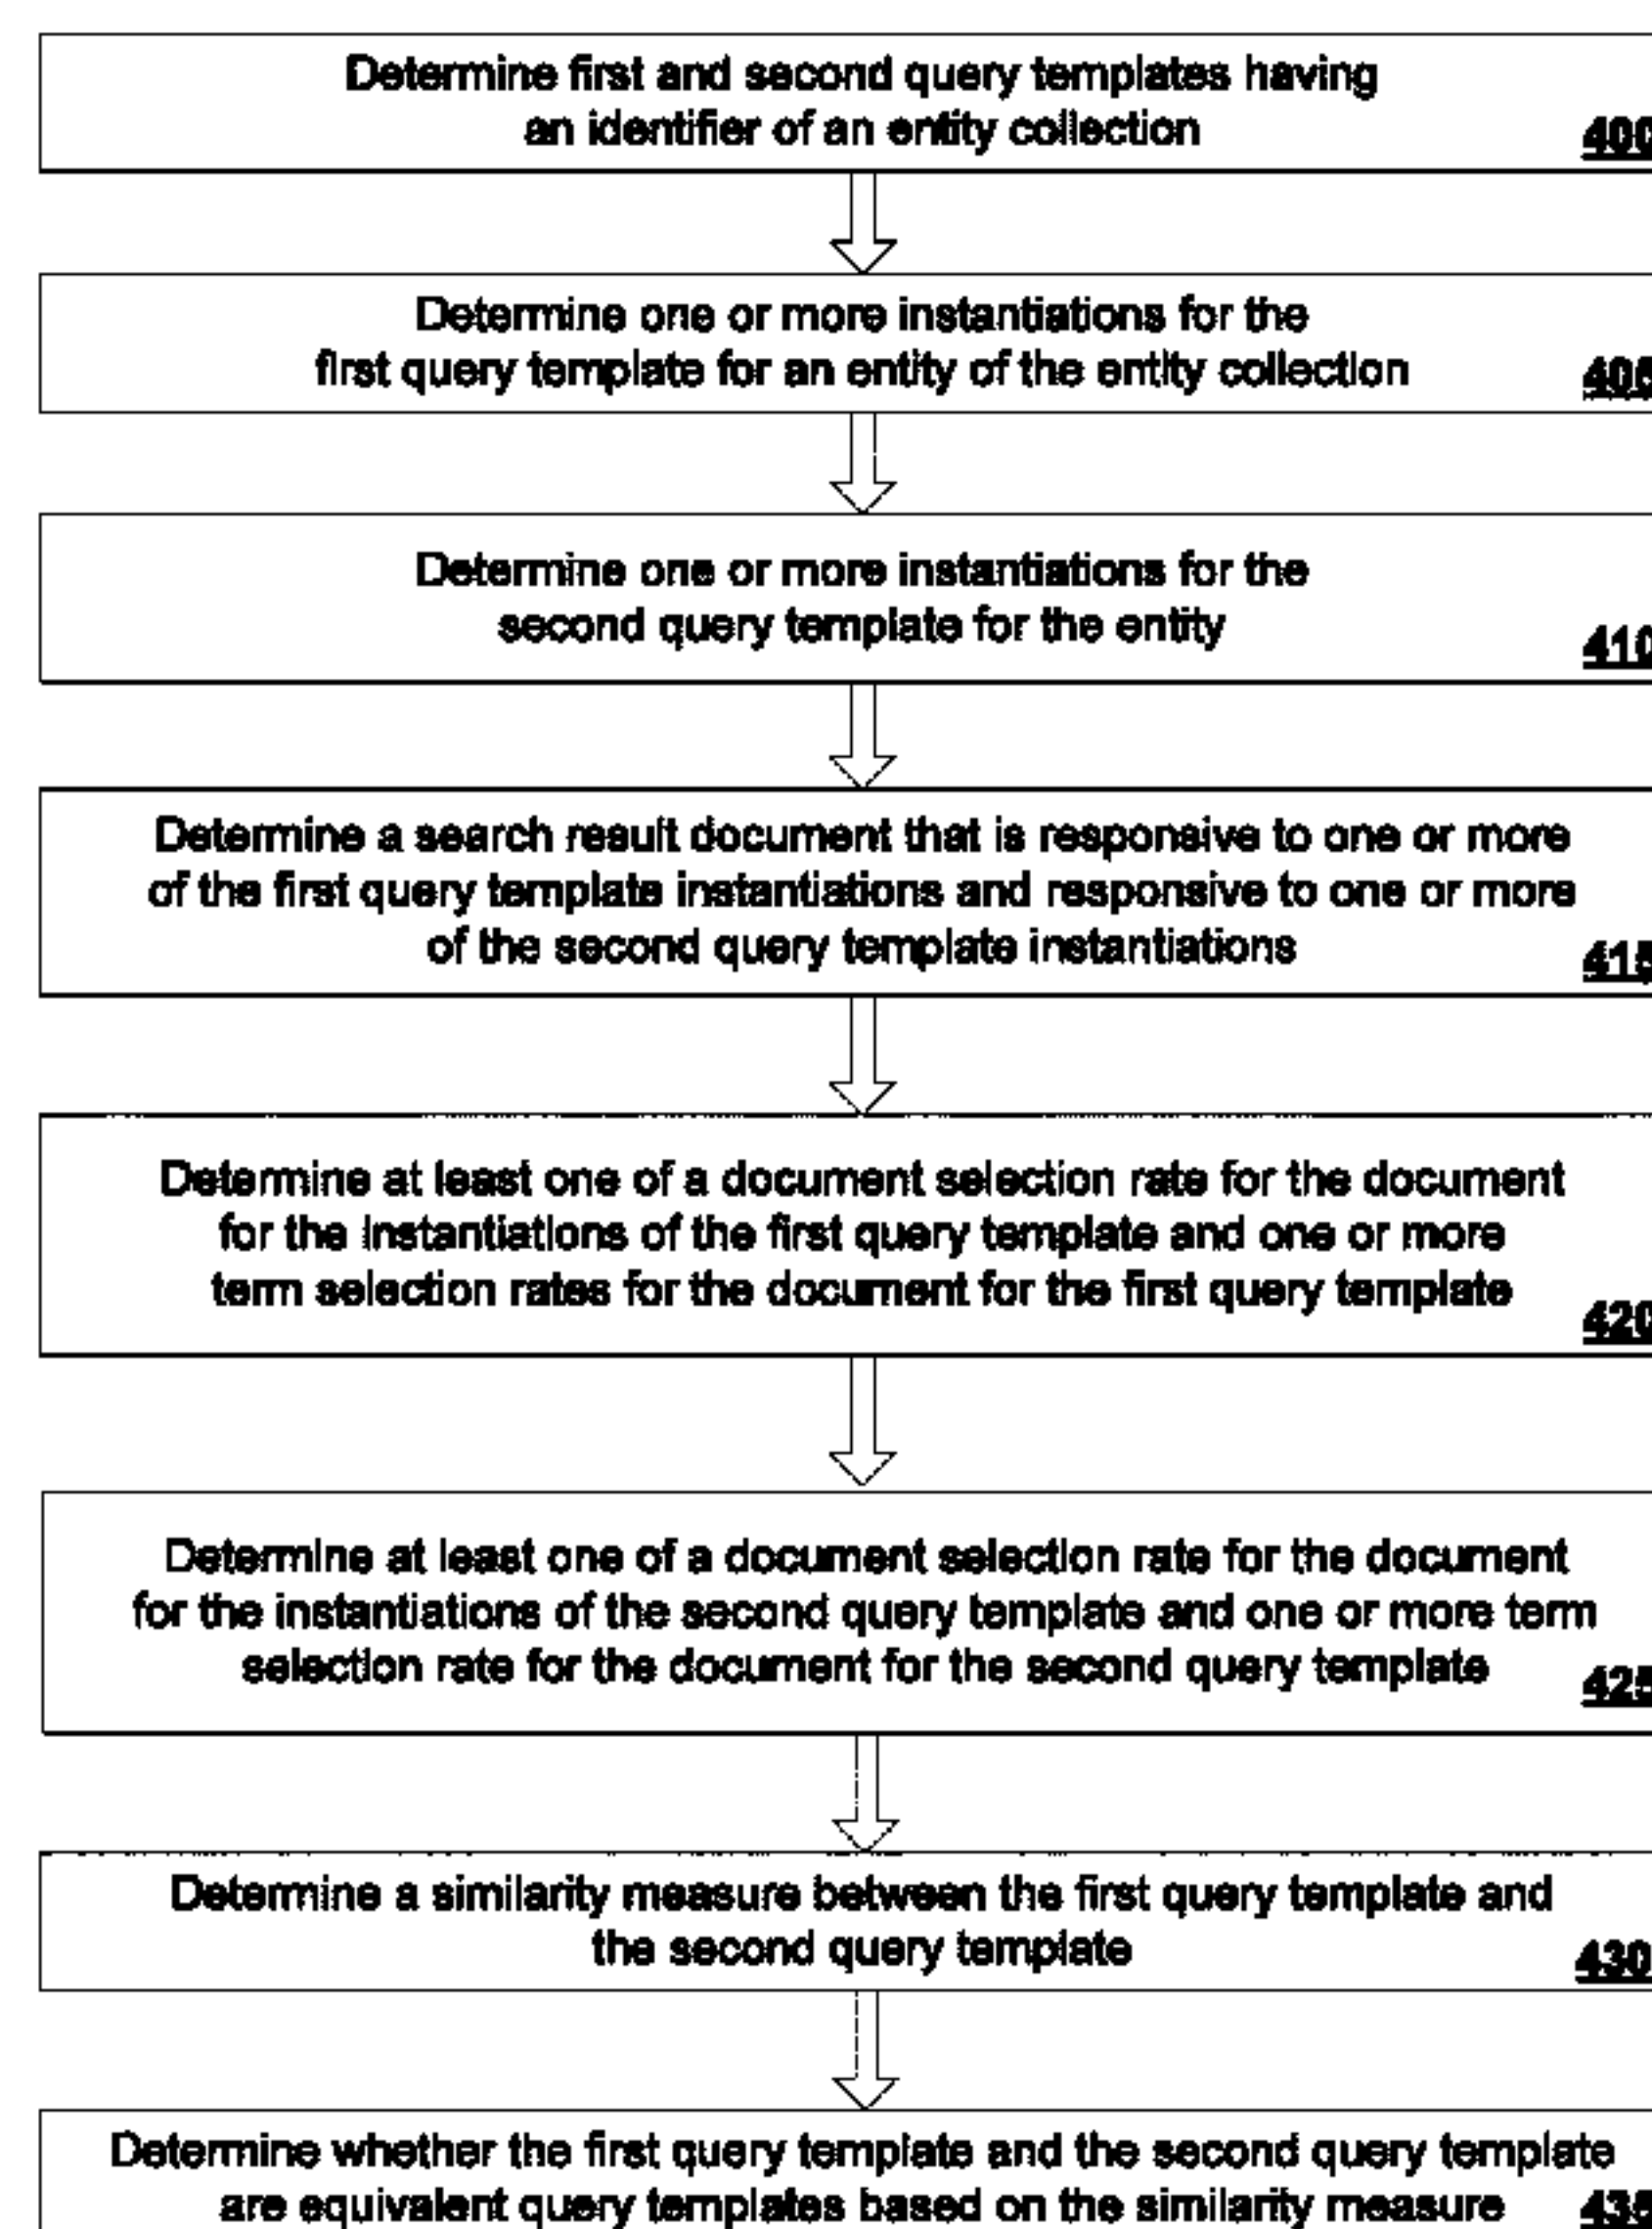 Determine first and second query templates having
an identifier of an entity collection
400
Determine one or more instantiations for the
first query template for an entity of the entity collection
405
Determine one or more instantiations for the
second query template for the entity
410
Determine a search result document that is responsive to one or more
of the first query template instantiations and responsive to one or more
of the second query template instantiations
415
Determine at least one of a document selection rate for the document
for the instantiations of the first query template and one or more
term selection rates for the document for the first query template
420
Determine at least one of a document selection rate for the document
for the instantiations of the second query template and one or more term
selection rate for the document for the second query template
425
Determine a similarity measure between the first query template and
the second query template
430
Determine whether the first query template and the second query template
are equivalent query templates based on the similarity measure
435